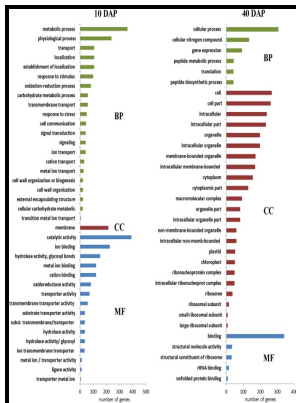 10 DAP
metabolic process
physiological process
transport
localization
establishment of localization
response to stimulus
oxidation-reduction process
carbohydrate metabolic process
transmembrane transport
response to stress
cell communication
signal transduction
signaling
ion transport
cation transport
metal ion transport
cell wall organization or biogenesis
cell wall organization
external encapsulating structure
cellular carbohydrate metabolic
transition metal ion transport
membrane
catalytic activity
ion binding
hydrolase activity, glycosyl bonds
metal ion binding
cation binding
oxidoreductase activity
transporter activity
transmembrane transporter activity
substrate transporter activity
subst. transmembrane/transporter
hydrolase activity
hydrolase activity/ glycosyl
ion transmembrane transporter
metal ion / transporter activity
ligase activity
transporter metal ion
BP
CC
MF
0 100 200 300 400 500
number of genes
40 DAP
cellular process
cellular nitrogen compound
gene expression
peptide metabolic process
translation
peptide biosynthetic process
cell
cell part
intracellular
intracellular part
organelle
intracellular organelle
membrane-bounded organelle
intracellular membrane-bound
cytoplasm
cytoplasmic part
macromolecular complex
organelle part
intracellular organelle part
non-membrane-bounded organelle
intracellular non-membrane-bounded
plastid
chloroplast
ribonucleoprotein complex
intracellular ribonucleoprot complex
ribosome
ribosomal subunit
small ribosomal subunit
large ribosomal subunit
binding
structural molecule activity
structural constituent of ribosome
rRNA binding
unfolded protein binding
BP
CC
MF
0 100 200 300 400
number of genes